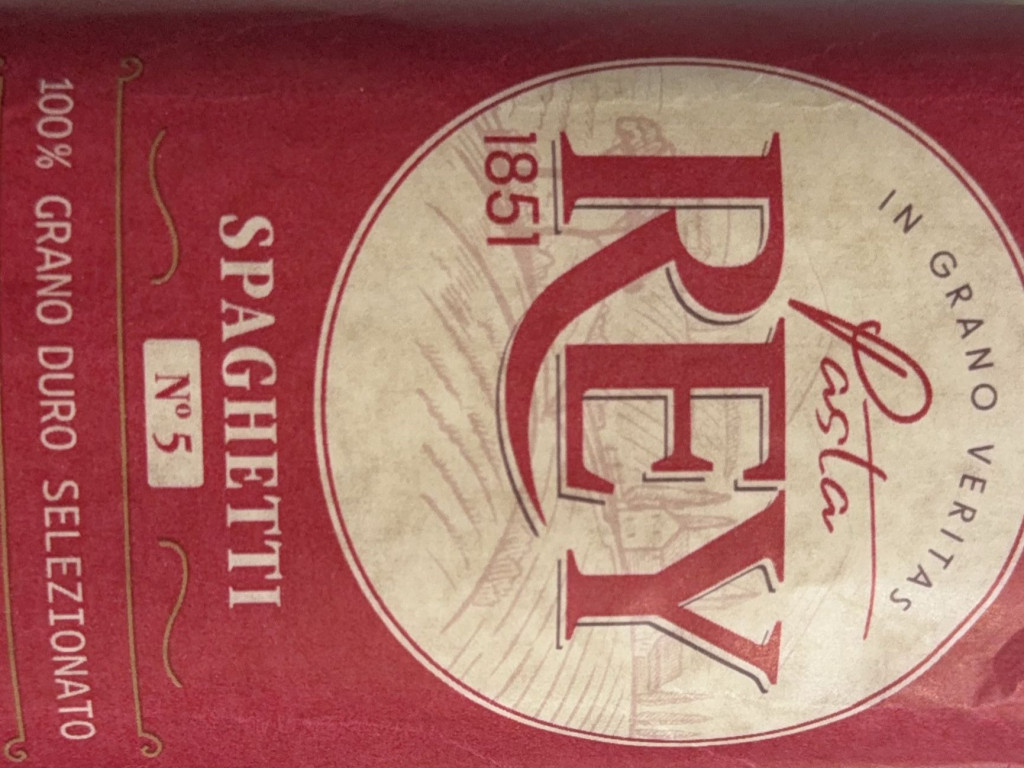 IN GRANO VERITAS
Pasta
REY
1851
SPAGHETTI
Nº 5
100% GRANO DURO SELEZIONATO